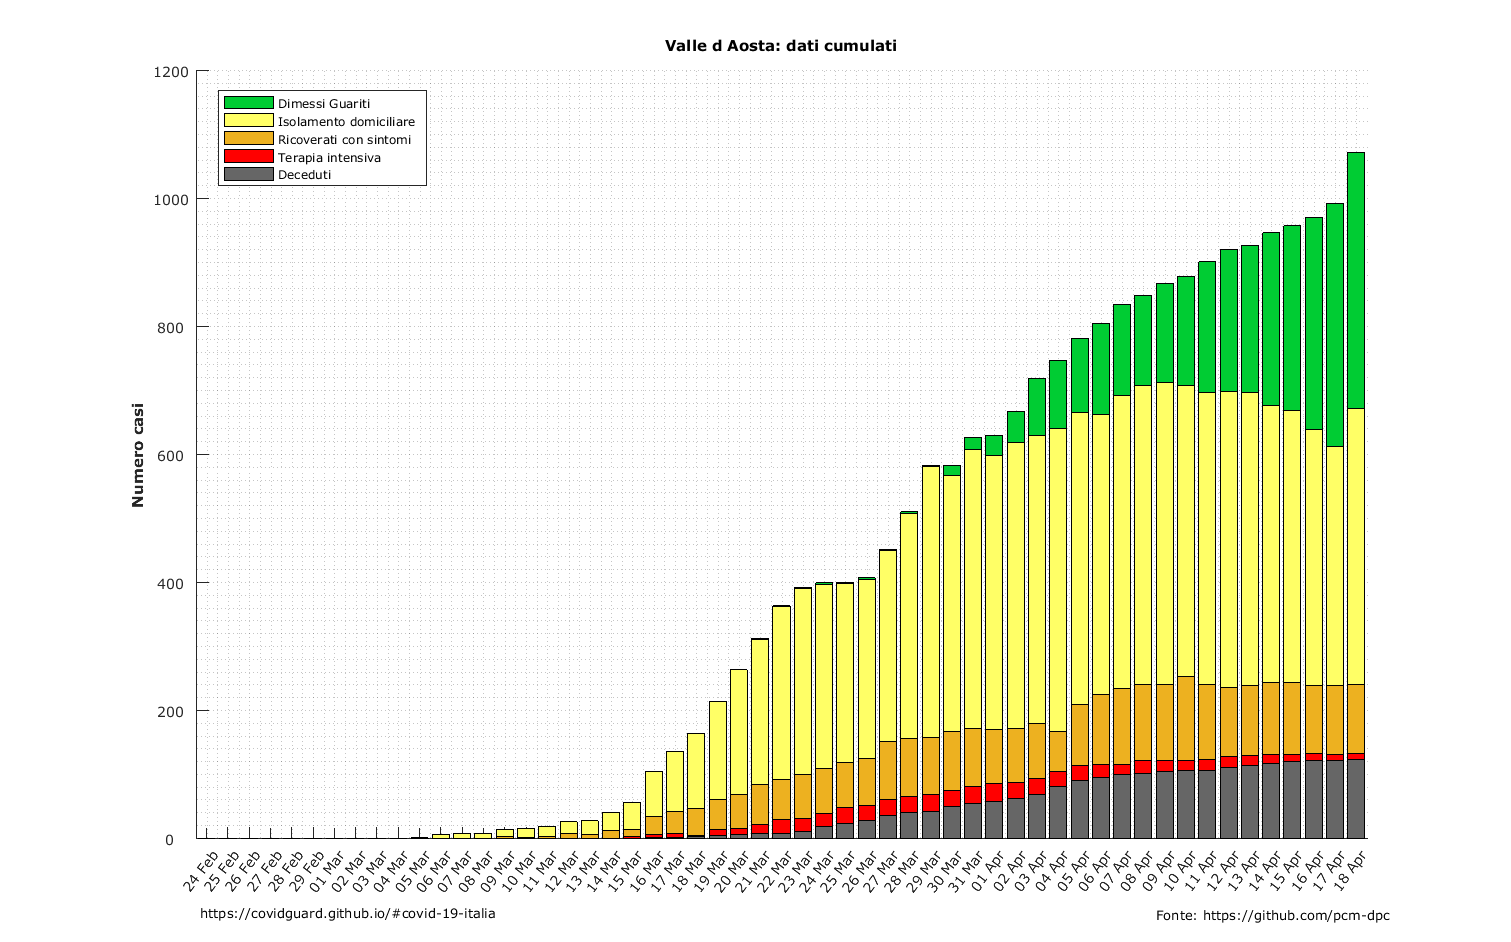 Valle d Aosta: dati cumulati
1200
1000
800
600
400
200
0
Numero casi
Dimessi Guariti
Isolamento domiciliare
Ricoverati con sintomi
Terapia intensiva
Deceduti
24 Feb
25 Feb
26 Feb
27 Feb
28 Feb
29 Feb
01 Mar
02 Mar
03 Mar
04 Mar
05 Mar
06 Mar
07 Mar
08 Mar
09 Mar
10 Mar
11 Mar
12 Mar
13 Mar
14 Mar
15 Mar
16 Mar
17 Mar
18 Mar
19 Mar
20 Mar
21 Mar
22 Mar
23 Mar
24 Mar
25 Mar
26 Mar
27 Mar
28 Mar
29 Mar
30 Mar
31 Mar
01 Apr
02 Apr
03 Apr
04 Apr
05 Apr
06 Apr
07 Apr
08 Apr
09 Apr
10 Apr
11 Apr
12 Apr
13 Apr
14 Apr
15 Apr
16 Apr
17 Apr
18 Apr
https://covidguard.github.io/#covid-19-italia
Fonte: https://github.com/pcm-dpc